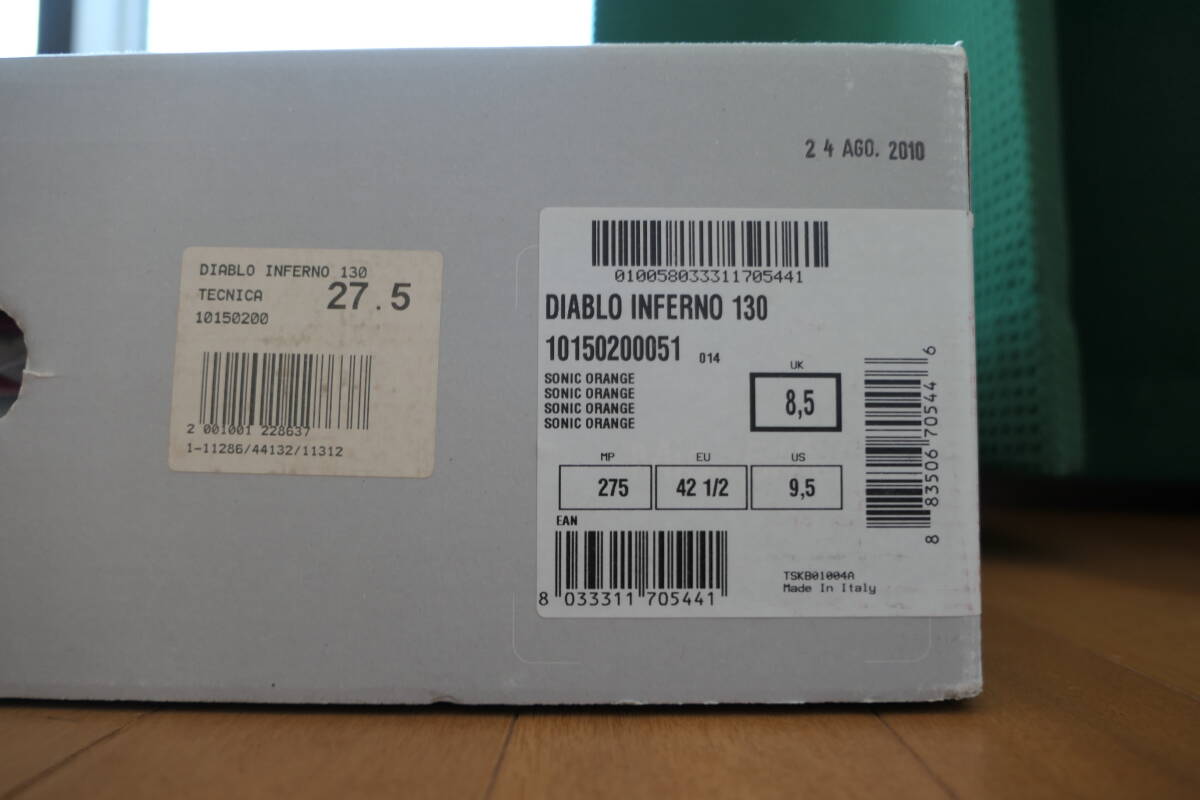 24 AGO. 2010
DIABLO INFERNO 130
TECNICA 27.5
10150200
2 001001 228637
1-11286/44132/11312
010058033311705441
DIABLO INFERNO 130
10150200051 014
SONIC ORANGE
SONIC ORANGE
SONIC ORANGE
SONIC ORANGE
UK
8,5
MP EU US
275 42 1/2 9,5
EAN
8 033311 705441
8 83506 70544 6
TSKB01004A
Made In Italy